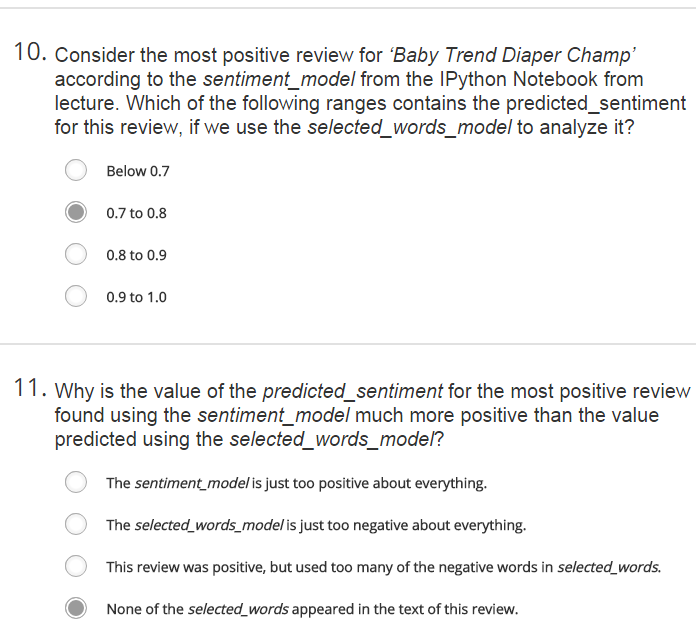 10. Consider the most positive review for ‘Baby Trend Diaper Champ’
according to the sentiment_model from the IPython Notebook from
lecture. Which of the following ranges contains the predicted_sentiment
for this review, if we use the selected_words_model to analyze it?
Below 0.7
0.7 to 0.8
0.8 to 0.9
0.9 to 1.0
11. Why is the value of the predicted_sentiment for the most positive review
found using the sentiment_model much more positive than the value
predicted using the selected_words_model?
The sentiment_model is just too positive about everything.
The selected_words_model is just too negative about everything.
This review was positive, but used too many of the negative words in selected_words.
None of the selected_words appeared in the text of this review.